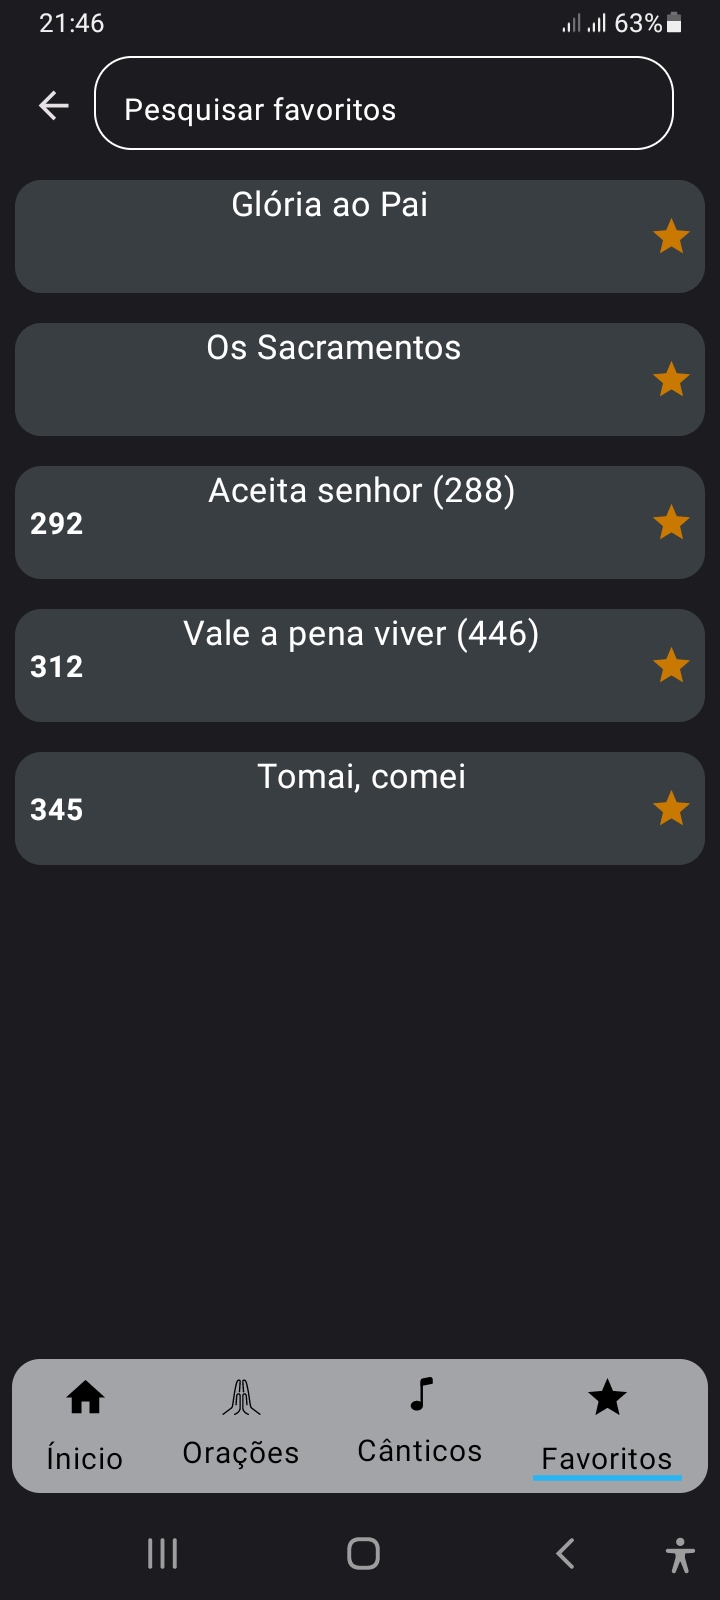 21:46
63%
Pesquisar favoritos
Glória ao Pai
Os Sacramentos
Aceita senhor (288)
292
Vale a pena viver (446)
312
Tomai, comei
345
Ínicio Orações Cânticos Favoritos